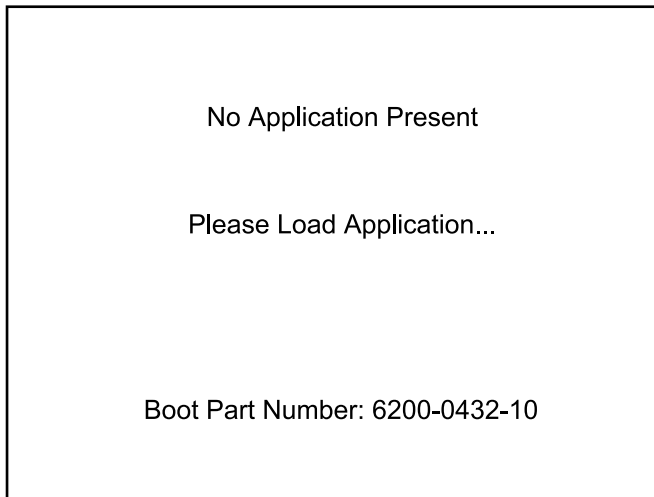 No Application Present
Please Load Application...
Boot Part Number: 6200-0432-10